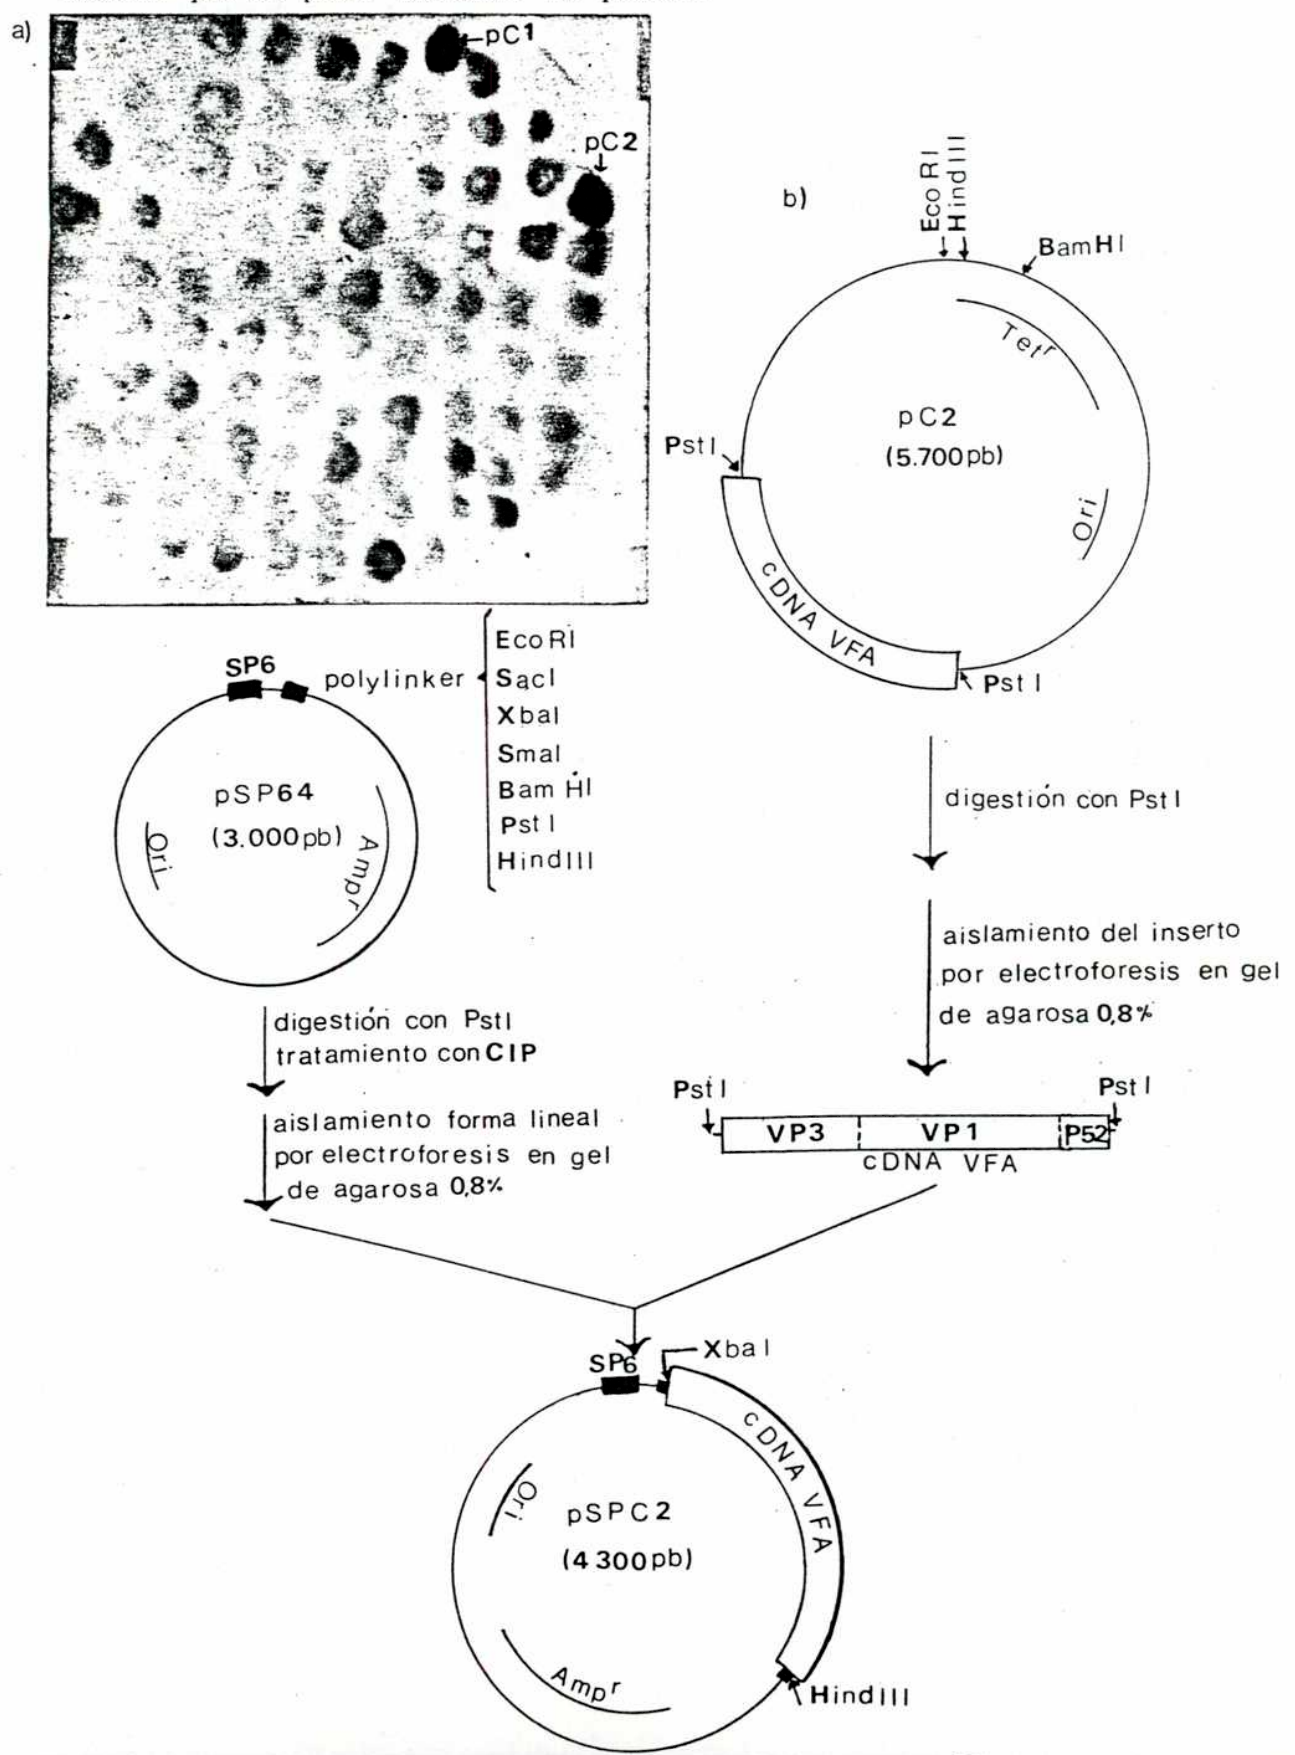 a)
pC1
pC2
b)
EcoRI
HindIII
BamHI
Tetr
pC2
(5.700pb)
PstI
Ori
cDNA VFA
PstI
SP6
polylinker
EcoRI
SacI
XbaI
SmaI
BamHI
PstI
HindIII
pSP64
(3.000pb)
Ori
Ampr
digestión con PstI
digestión con PstI
tratamiento con CIP
aislamiento del inserto
por electroforesis en gel
de agarosa 0,8%
aislamiento forma lineal
por electroforesis en gel
de agarosa 0,8%
PstI
PstI
VP3
VP1
P52
cDNA VFA
SP6
XbaI
cDNA VFA
Ori
pSPC2
(4300pb)
Ampr
HindIII